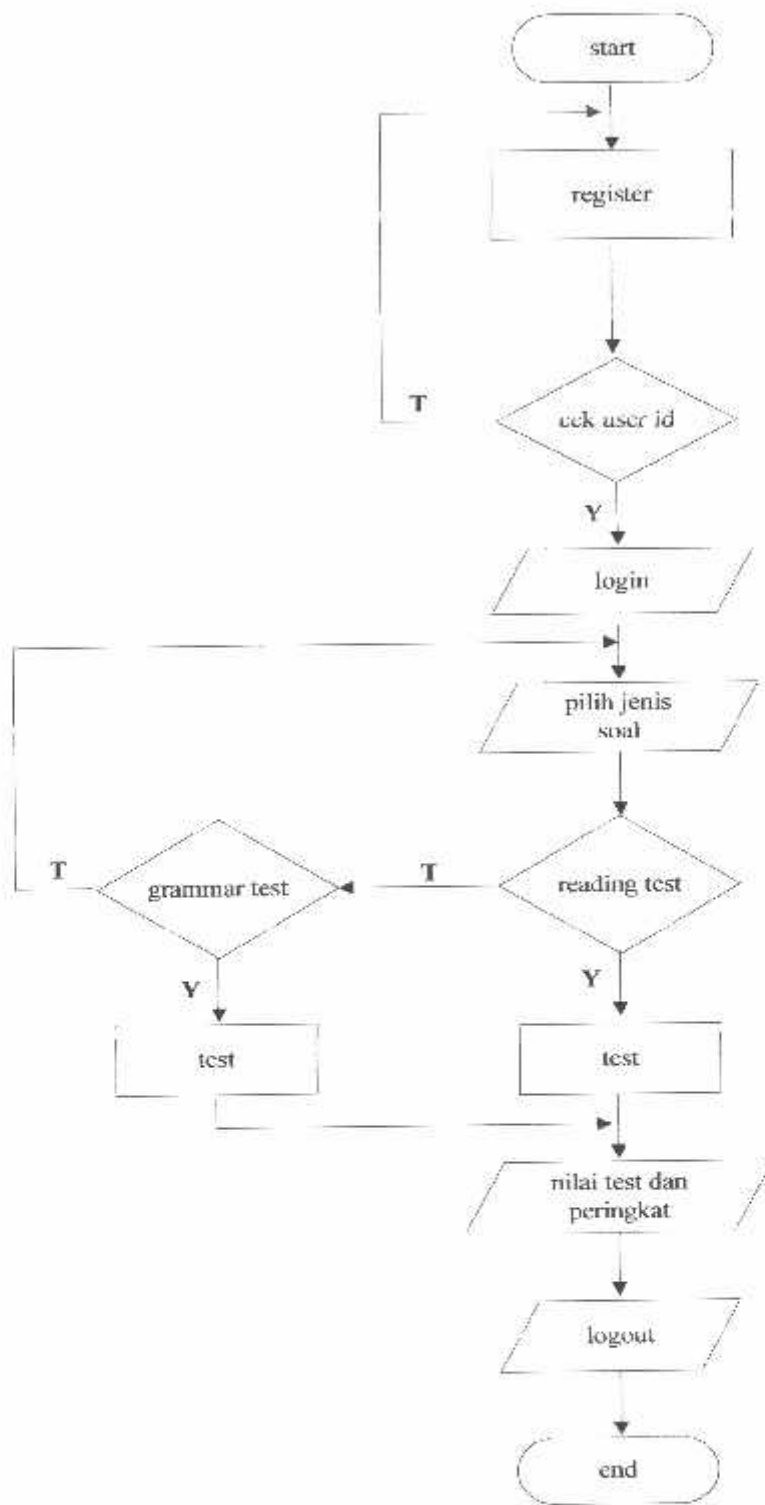 start
register
T
cek user id
Y
login
pilih jenis
soal
T
grammar test
T
reading test
Y
Y
test
test
nilai test dan
peringkat
logout
end